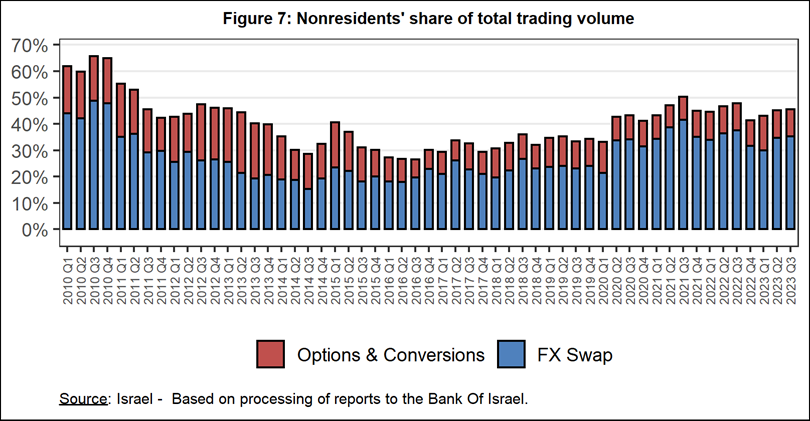 Figure 7: Nonresidents' share of total trading volume
70%
60%
50%
40%
30%
20%
10%
0%
2010 Q1
2010 Q2
2010 Q3
2010 Q4
2011 Q1
2011 Q2
2011 Q3
2011 Q4
2012 Q1
2012 Q2
2012 Q3
2012 Q4
2013 Q1
2013 Q2
2013 Q3
2013 Q4
2014 Q1
2014 Q2
2014 Q3
2014 Q4
2015 Q1
2015 Q2
2015 Q3
2015 Q4
2016 Q1
2016 Q2
2016 Q3
2016 Q4
2017 Q1
2017 Q2
2017 Q3
2017 Q4
2018 Q1
2018 Q2
2018 Q3
2018 Q4
2019 Q1
2019 Q2
2019 Q3
2019 Q4
2020 Q1
2020 Q2
2020 Q3
2020 Q4
2021 Q1
2021 Q2
2021 Q3
2021 Q4
2022 Q1
2022 Q2
2022 Q3
2022 Q4
2023 Q1
2023 Q2
2023 Q3
Options & Conversions FX Swap
Source: Israel - Based on processing of reports to the Bank Of Israel.